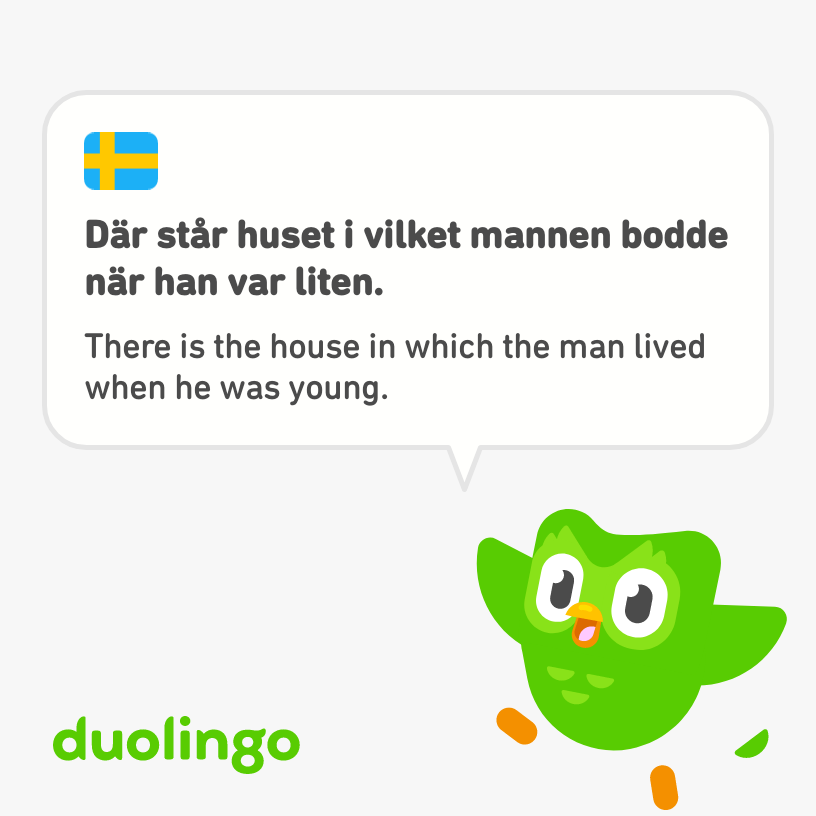 Där står huset i vilket mannen bodde
när han var liten.
There is the house in which the man lived
when he was young.
duolingo